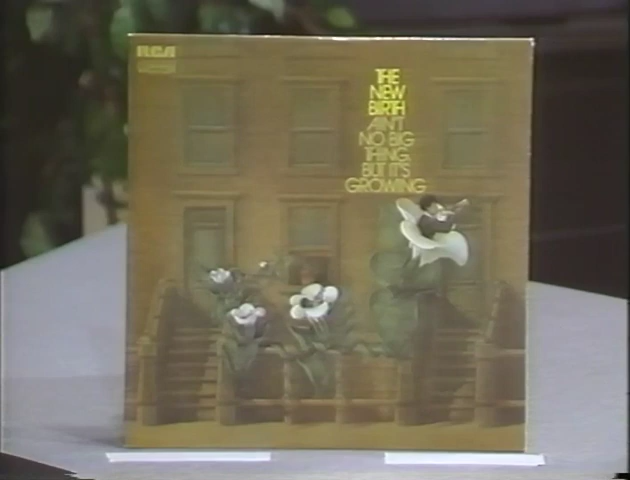 RCA
THE
NEW
BIRTH
AIN'T
NO BIG
THING,
BUT IT'S
GROWING